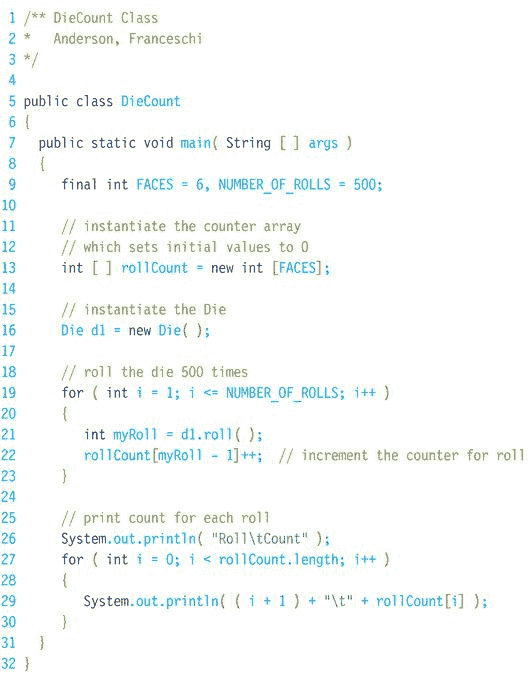 1 /** DieCount Class
2 *   Anderson, Franceschi
3 */
4
5 public class DieCount
6 {
7   public static void main( String [ ] args )
8   {
9      final int FACES = 6, NUMBER_OF_ROLLS = 500;
10
11      // instantiate the counter array
12      // which sets initial values to 0
13      int [ ] rollCount = new int [FACES];
14
15      // instantiate the Die
16      Die d1 = new Die( );
17
18      // roll the die 500 times
19      for ( int i = 1; i <= NUMBER_OF_ROLLS; i++ )
20      {
21         int myRoll = d1.roll( );
22         rollCount[myRoll - 1]++;  // increment the counter for roll
23      }
24
25      // print count for each roll
26      System.out.println( "Roll\tCount" );
27      for ( int i = 0; i < rollCount.length; i++ )
28      {
29         System.out.println( ( i + 1 ) + "\t" + rollCount[i] );
30      }
31   }
32 }